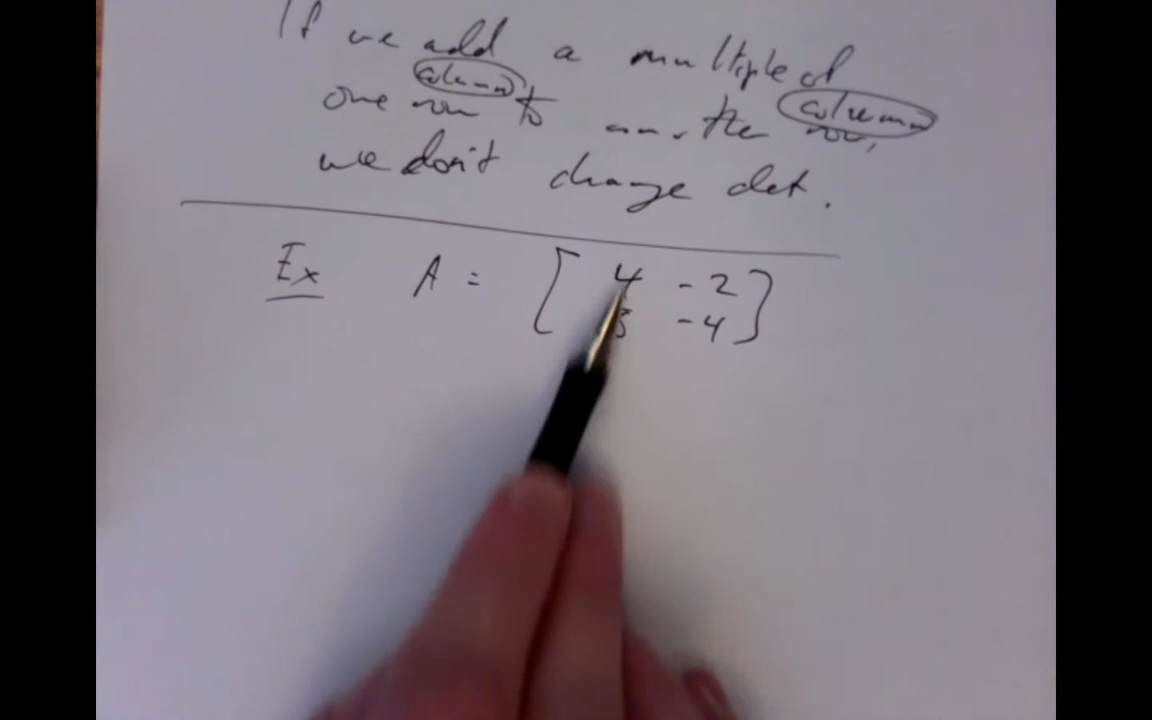 If we add a multiple of
column column
one row to another row,
we don't change det.
Ex A = [ 4 -2 ]
-4